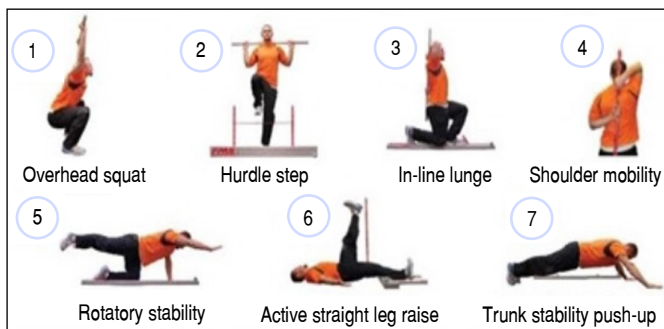 1
2
3
4
Overhead squat
Hurdle step
In-line lunge
Shoulder mobility
5
6
7
Rotatory stability
Active straight leg raise
Trunk stability push-up